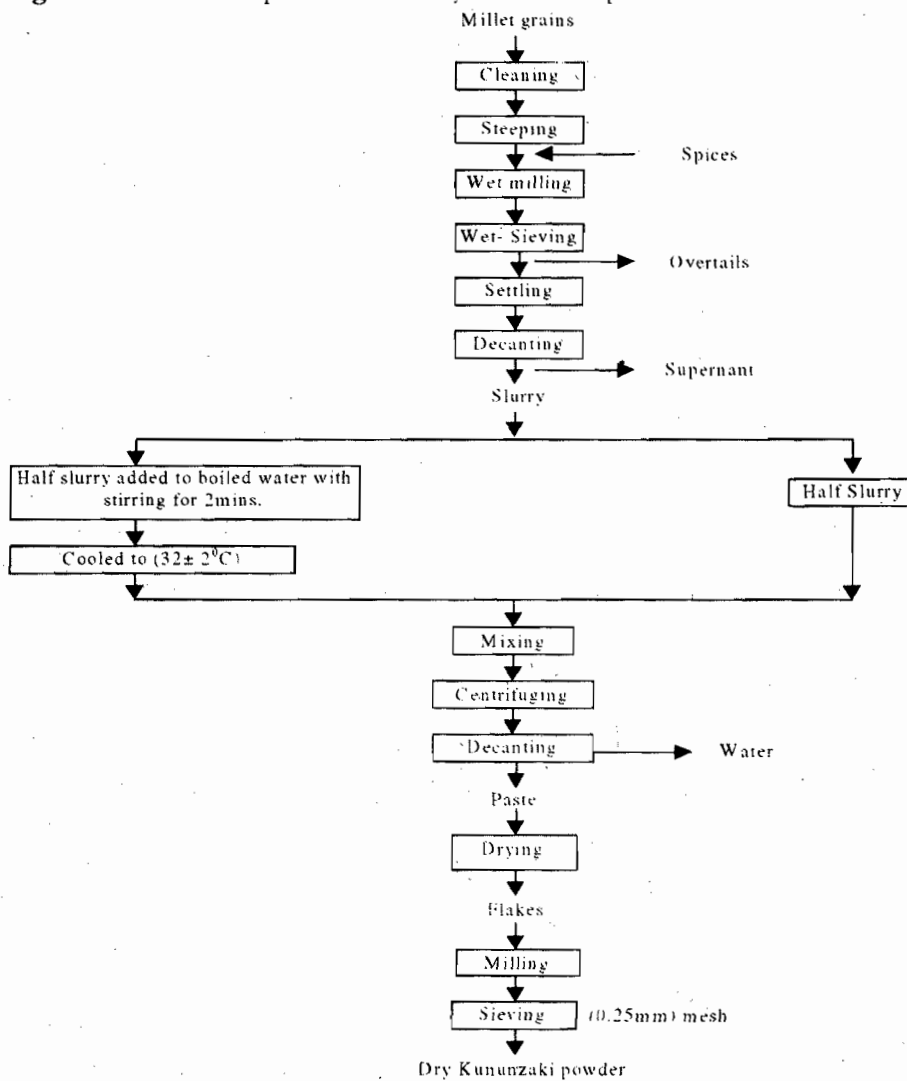 Millet grains
Cleaning
Steeping
Spices
Wet milling
Wet- Sieving
Overtails
Settling
Decanting
Supernant
Slurry
Half slurry added to boiled water with
stirring for 2mins.
Half Slurry
Cooled to (32± 2⁰C)
Mixing
Centrifuging
Decanting
Water
Paste
Drying
Flakes
Milling
Sieving (0.25mm) mesh
Dry Kununzaki powder